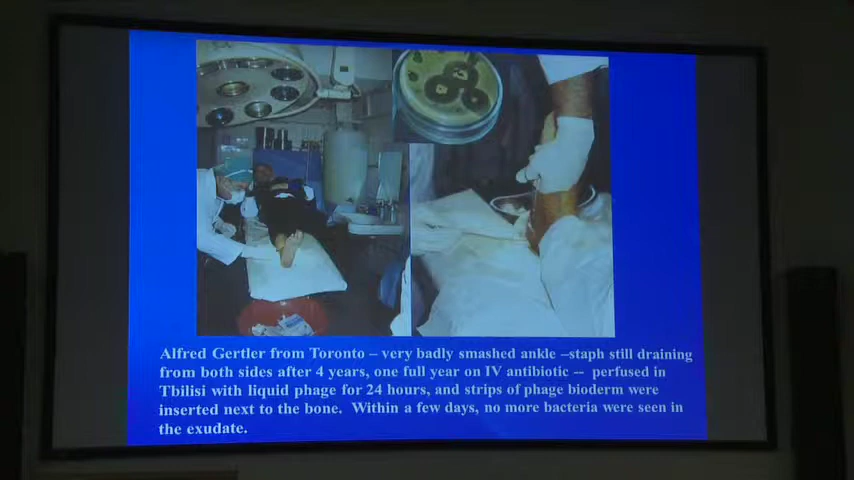 Alfred Gertler from Toronto – very badly smashed ankle –staph still draining
from both sides after 4 years, one full year on IV antibiotic -- perfused in
Tbilisi with liquid phage for 24 hours, and strips of phage bioderm were
inserted next to the bone. Within a few days, no more bacteria were seen in
the exudate.